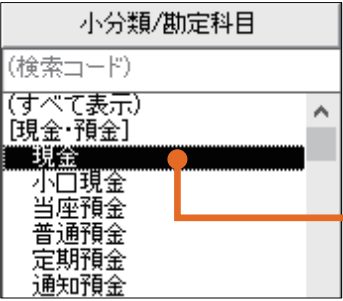 小分類/勘定科目
(検索コード)
(すべて表示)
[現金･預金]
現金
小口現金
当座預金
普通預金
定期預金
通知預金